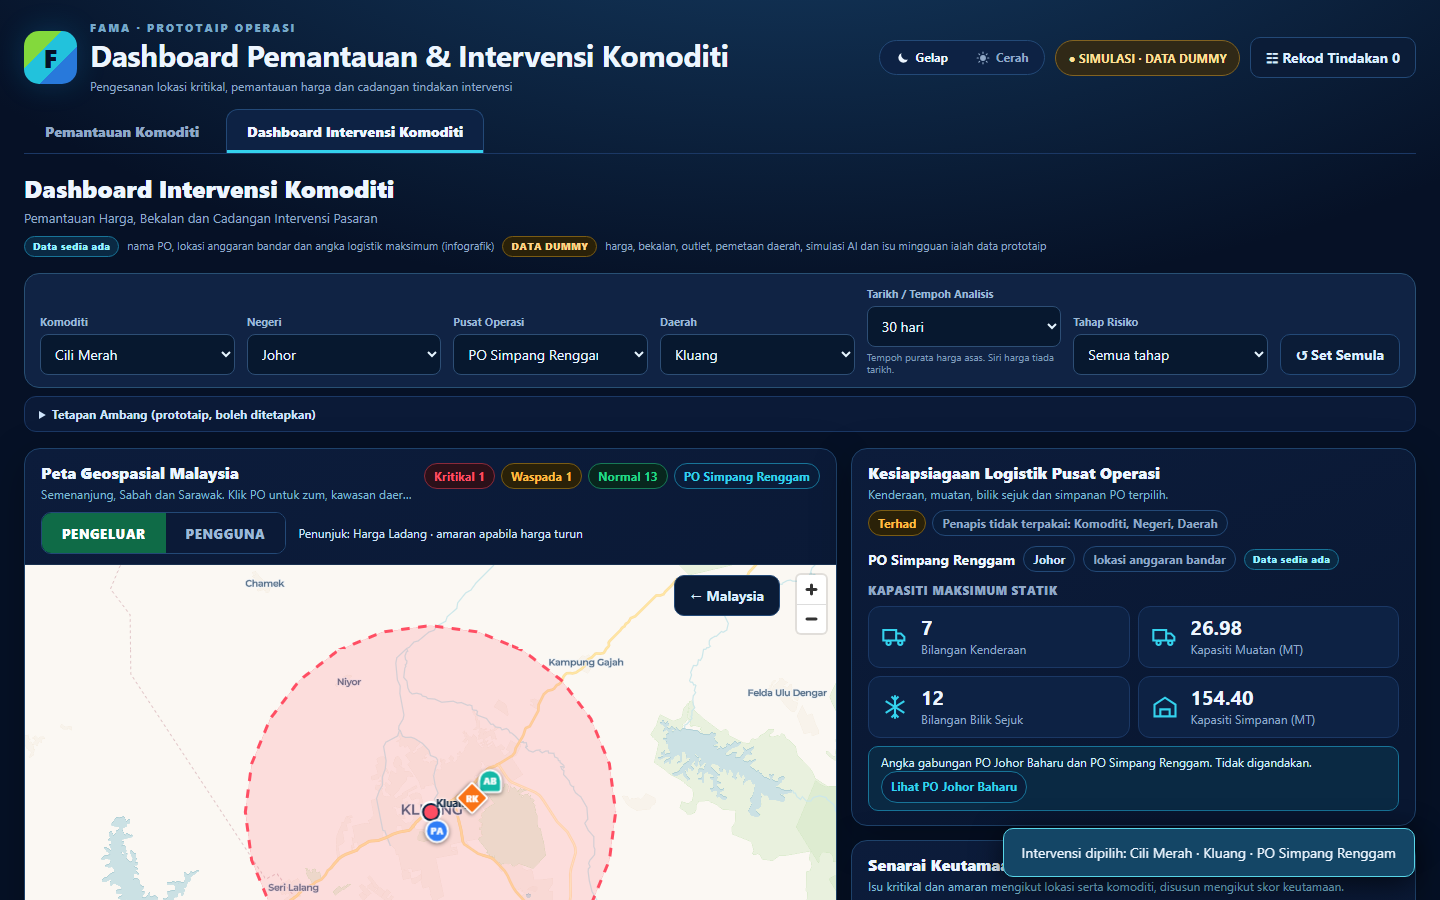 F
FAMA · PROTOTAIP OPERASI
Dashboard Pemantauan & Intervensi Komoditi
Pengesanan lokasi kritikal, pemantauan harga dan cadangan tindakan intervensi
Gelap
Cerah
● SIMULASI · DATA DUMMY
☷ Rekod Tindakan 0
Pemantauan Komoditi
Dashboard Intervensi Komoditi
Dashboard Intervensi Komoditi
Pemantauan Harga, Bekalan dan Cadangan Intervensi Pasaran
Data sedia ada nama PO, lokasi anggaran bandar dan angka logistik maksimum (infografik) DATA DUMMY harga, bekalan, outlet, pemetaan daerah, simulasi AI dan isu mingguan ialah data prototaip
Komoditi
Cili Merah
Negeri
Johor
Pusat Operasi
PO Simpang Renggai
Daerah
Kluang
Tarikh / Tempoh Analisis
30 hari
Tempoh purata harga asas. Siri harga tiada
tarikh.
Tahap Risiko
Semua tahap
↺ Set Semula
▶ Tetapan Ambang (prototaip, boleh ditetapkan)
Peta Geospasial Malaysia
Semenanjung, Sabah dan Sarawak. Klik PO untuk zum, kawasan daer...
Kritikal 1
Waspada 1
Normal 13
PO Simpang Renggam
PENGELUAR
PENGGUNA
Penunjuk: Harga Ladang · amaran apabila harga turun
Chamek
← Malaysia
+
−
Kampung Gajah
Niyor
Felda Ulu Dengar
AB
RK
PA
Seri Lalang
Kesiapsiagaan Logistik Pusat Operasi
Kenderaan, muatan, bilik sejuk dan simpanan PO terpilih.
Terhad
Penapis tidak terpakai: Komoditi, Negeri, Daerah
PO Simpang Renggam
Johor
lokasi anggaran bandar
Data sedia ada
KAPASITI MAKSIMUM STATIK
7
Bilangan Kenderaan
26.98
Kapasiti Muatan (MT)
12
Bilangan Bilik Sejuk
154.40
Kapasiti Simpanan (MT)
Angka gabungan PO Johor Baharu dan PO Simpang Renggam. Tidak digandakan.
Lihat PO Johor Baharu
Intervensi dipilih: Cili Merah · Kluang · PO Simpang Renggam
Senarai Keutama
Isu kritikal dan amaran mengikut lokasi serta komoditi, disusun mengikut skor keutamaan.